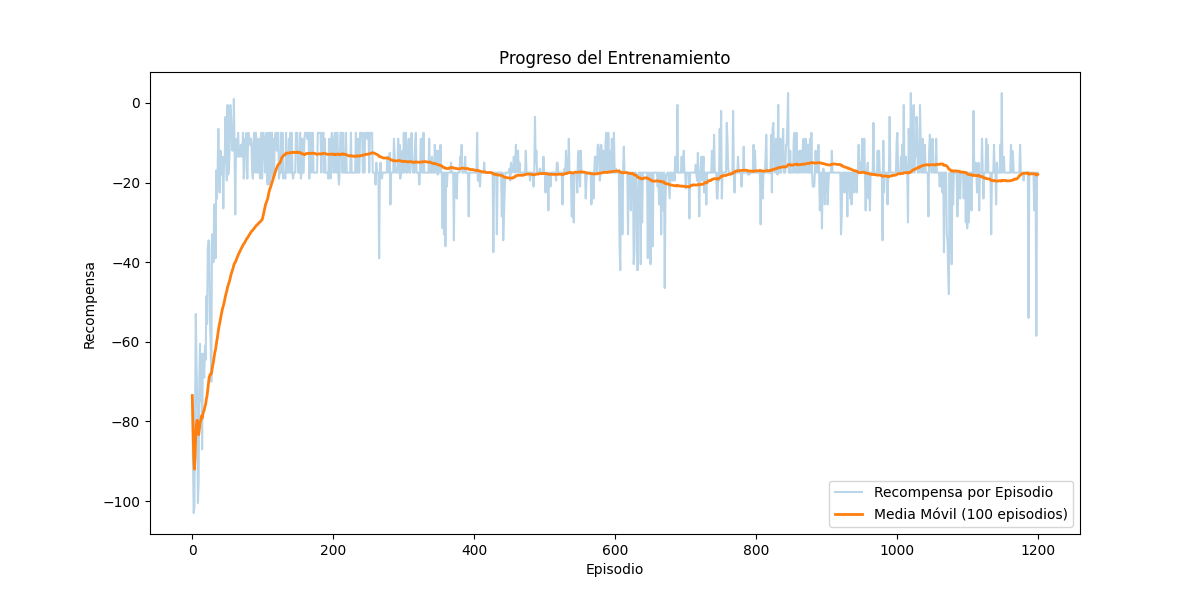 Progreso del Entrenamiento
0
−20
−40
−60
−80
−100
Recompensa
0 200 400 600 800 1000 1200
Episodio
Recompensa por Episodio
Media Móvil (100 episodios)